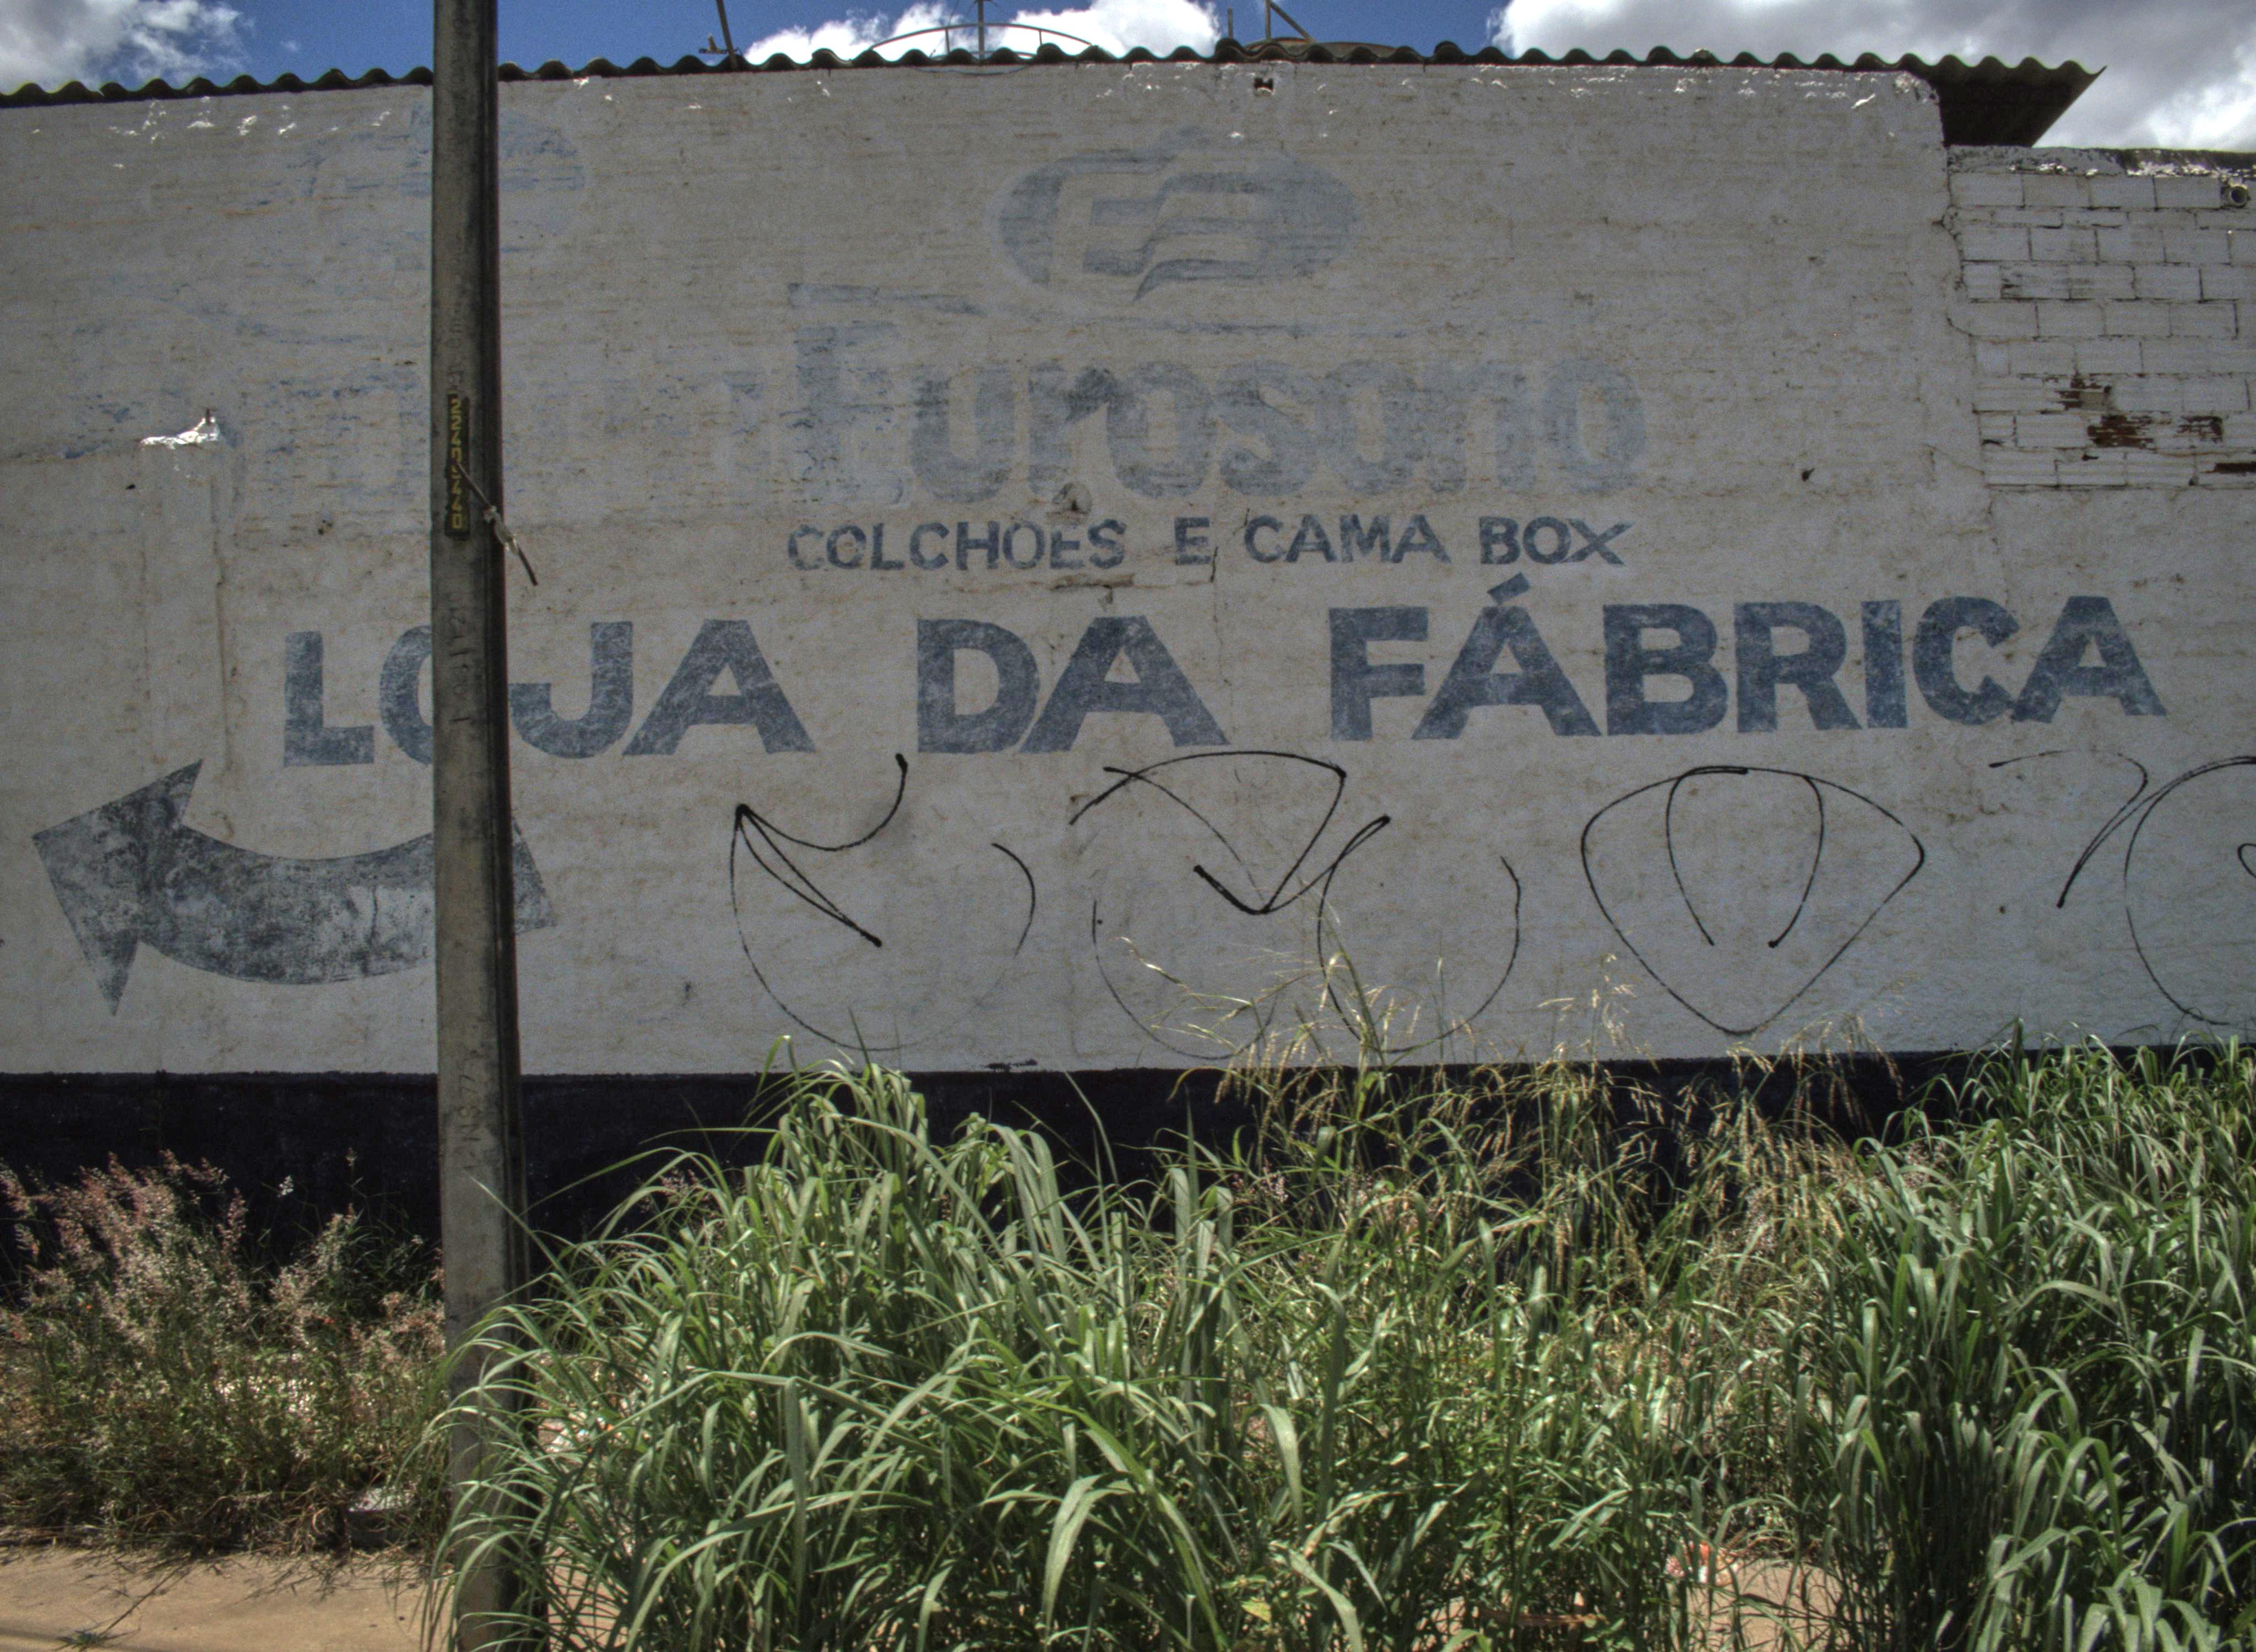 Eurosono
COLCHOES E CAMA BOX
LOJA DA FÁBRICA